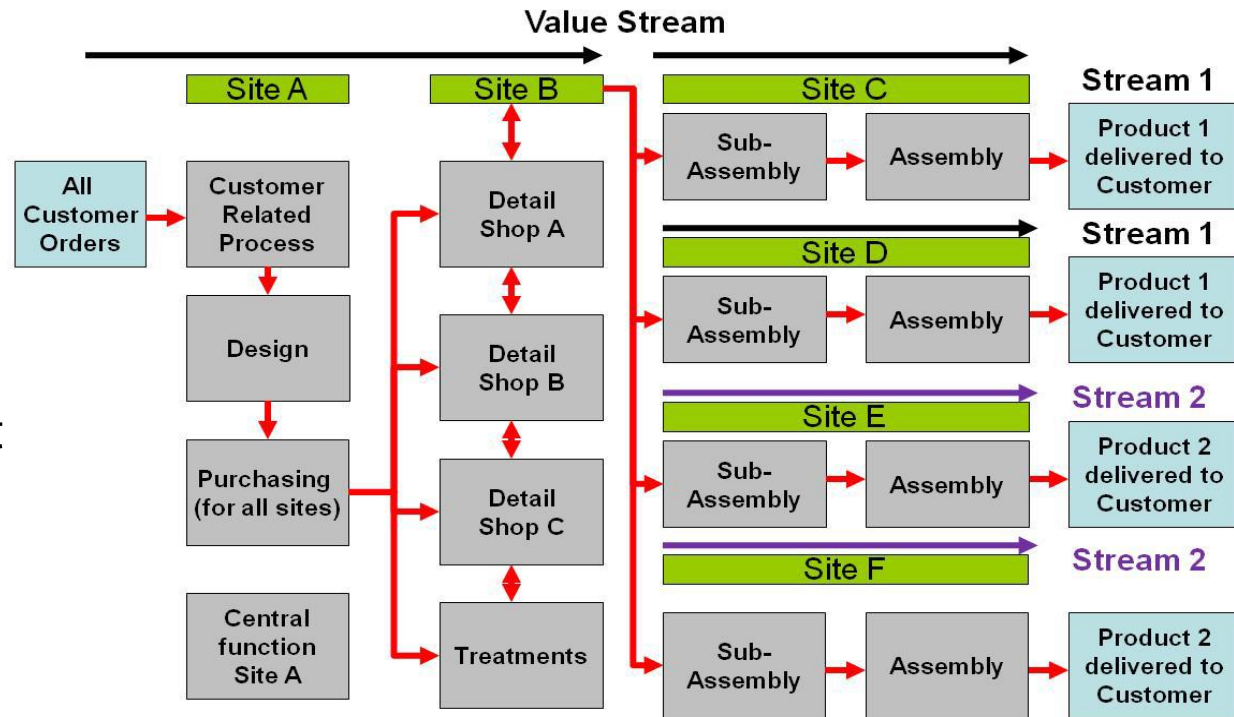 Value Stream
Site A
Site B
Site C
Stream 1
All
Customer
Orders
Customer
Related
Process
Detail
Shop A
Sub-
Assembly
Assembly
Product 1
delivered to
Customer
Stream 1
Site D
Design
Detail
Shop B
Sub-
Assembly
Assembly
Product 1
delivered to
Customer
Stream 2
Site E
Purchasing
(for all sites)
Detail
Shop C
Sub-
Assembly
Assembly
Product 2
delivered to
Customer
Stream 2
Site F
Central
function
Site A
Treatments
Sub-
Assembly
Assembly
Product 2
delivered to
Customer